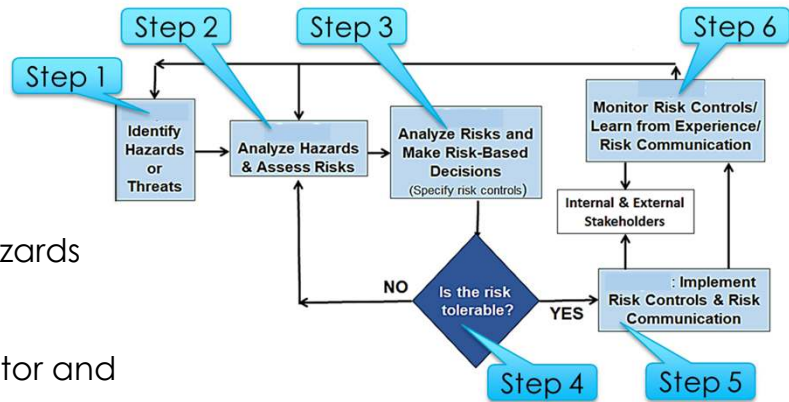 Step 1
Step 2
Step 3
Step 6
Identify
Hazards
or
Threats
Analyze Hazards
& Assess Risks
Analyze Risks and
Make Risk-Based
Decisions
(Specify risk controls)
Monitor Risk Controls/
Learn from Experience/
Risk Communication
Internal & External
Stakeholders
zards
NO
Is the risk
tolerable?
YES
: Implement
Risk Controls & Risk
Communication
tor and
Step 4
Step 5